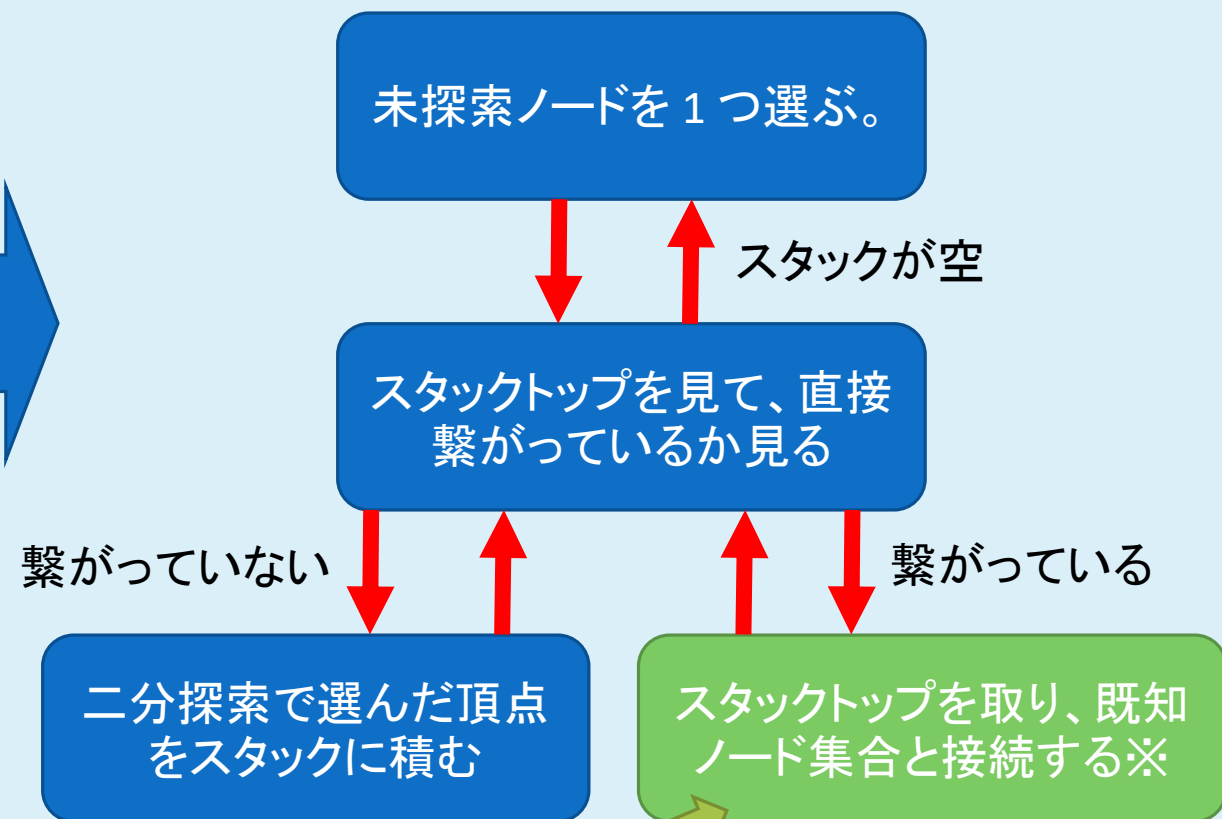 未探索ノードを 1 つ選ぶ。
スタックが空
スタックトップを見て、直接
繋がっているか見る
繋がっていない
繋がっている
二分探索で選んだ頂点
をスタックに積む
スタックトップを取り、既知
ノード集合と接続する※